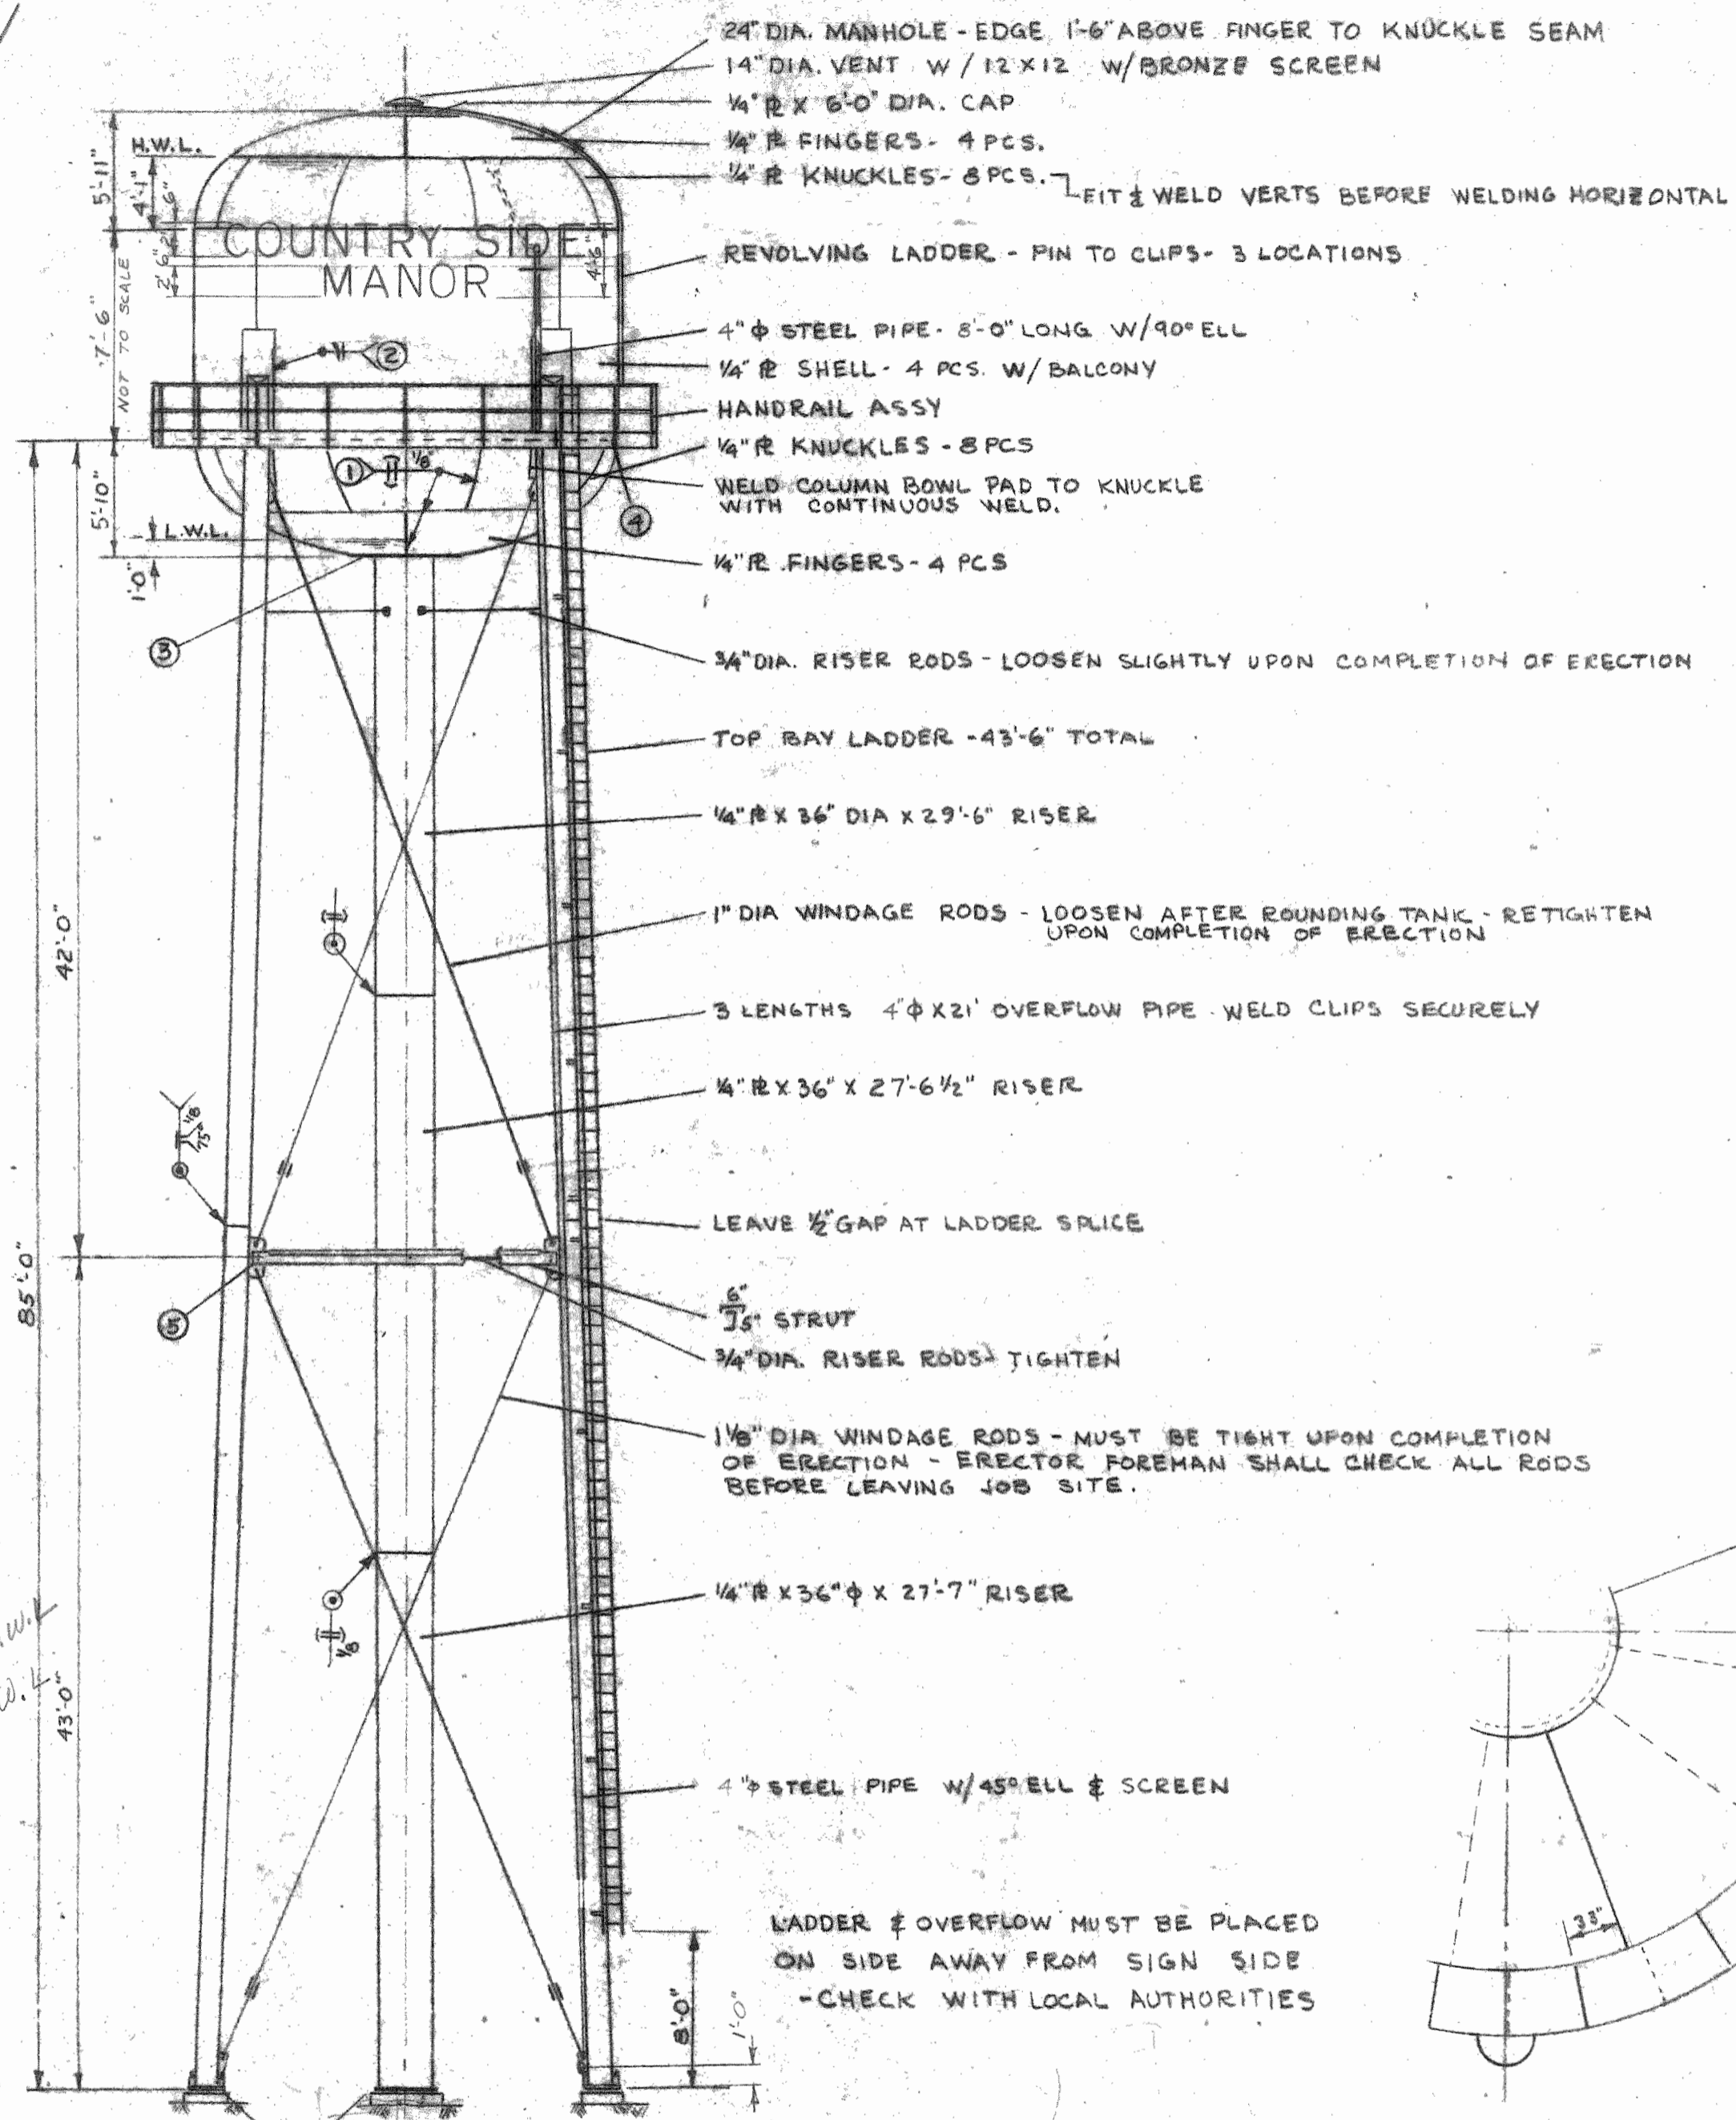 24" DIA. MANHOLE - EDGE 1'-6" ABOVE FINGER TO KNUCKLE SEAM
14" DIA. VENT W / 12 X 12 W/BRONZE SCREEN
1/4" ℞ X 6'-0" DIA. CAP
1/4" ℞ FINGERS - 4 PCS.
1/4" ℞ KNUCKLES - 8 PCS.
FIT & WELD VERTS BEFORE WELDING HORIZONTAL
H.W.L.
5'-11"
4'-1"
6"
COUNTRY SIDE
MANOR
2'
6"
4'-6"
7'-6"
NOT TO SCALE
REVOLVING LADDER - PIN TO CLIPS - 3 LOCATIONS
4" ϕ STEEL PIPE - 8'-0" LONG W/90° ELL
1/4" ℞ SHELL - 4 PCS. W/ BALCONY
2
HANDRAIL ASSY
1/4" ℞ KNUCKLES - 8 PCS
1
1/8"
WELD COLUMN BOWL PAD TO KNUCKLE
WITH CONTINUOUS WELD.
4
5'-10"
L.W.L.
1'-0"
1/4" ℞ FINGERS - 4 PCS
3
3/4" DIA. RISER RODS - LOOSEN SLIGHTLY UPON COMPLETION OF ERECTION
TOP BAY LADDER - 43'-6" TOTAL
1/4" ℞ X 36" DIA X 29'-6" RISER
1" DIA WINDAGE RODS - LOOSEN AFTER ROUNDING TANK - RETIGHTEN
UPON COMPLETION OF ERECTION
42'-0"
3 LENGTHS 4" ϕ X 21' OVERFLOW PIPE - WELD CLIPS SECURELY
1/4" ℞ X 36" X 27'-6 1/2" RISER
1/8
75°
LEAVE 1/2" GAP AT LADDER SPLICE
85'-0"
5
6"
5" STRUT
3/4" DIA. RISER RODS - TIGHTEN
1 1/8" DIA WINDAGE RODS - MUST BE TIGHT UPON COMPLETION
OF ERECTION - ERECTOR FOREMAN SHALL CHECK ALL RODS
BEFORE LEAVING JOB SITE.
1/4" ℞ X 36" ϕ X 27'-7" RISER
1/8
43'-0"
4" ϕ STEEL PIPE W/45° ELL & SCREEN
LADDER & OVERFLOW MUST BE PLACED
ON SIDE AWAY FROM SIGN SIDE
- CHECK WITH LOCAL AUTHORITIES
8'-0"
1'-0"
33"